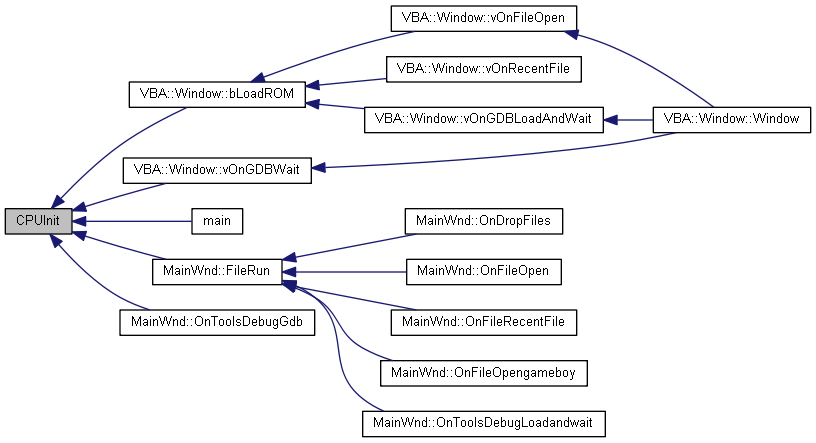 VBA::Window::vOnFileOpen
VBA::Window::vOnRecentFile
VBA::Window::bLoadROM
VBA::Window::vOnGDBLoadAndWait
VBA::Window::Window
VBA::Window::vOnGDBWait
CPUInit
main
MainWnd::OnDropFiles
MainWnd::FileRun
MainWnd::OnFileOpen
MainWnd::OnToolsDebugGdb
MainWnd::OnFileRecentFile
MainWnd::OnFileOpengameboy
MainWnd::OnToolsDebugLoadandwait